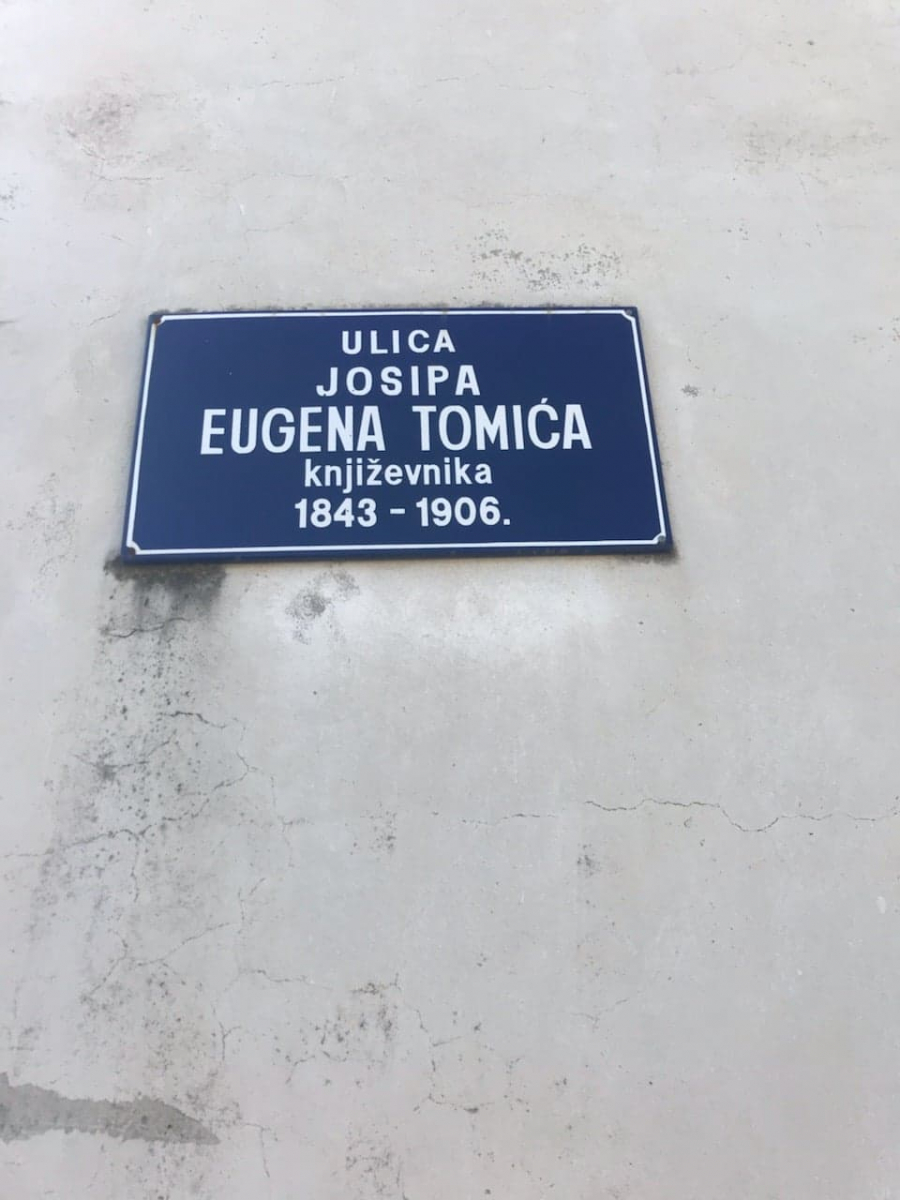 ULICA
JOSIPA
EUGENA TOMIĆA
književnika
1843 - 1906.